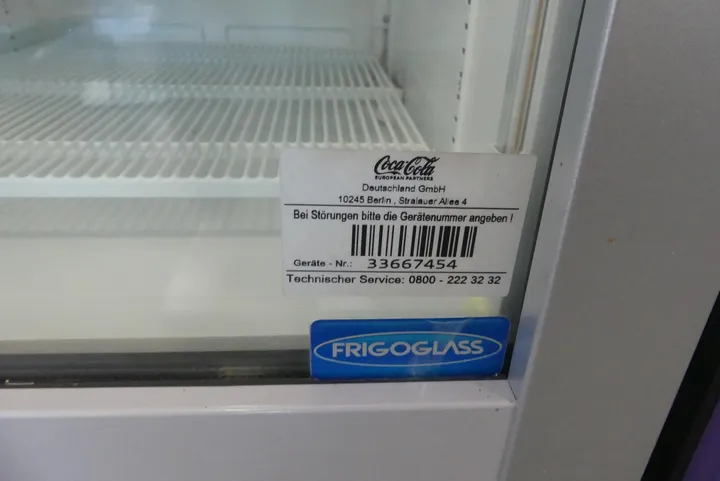 Coca-Cola
EUROPEAN PARTNERS
Deutschland GmbH
10245 Berlin , Stralauer Allee 4
Bei Störungen bitte die Gerätenummer angeben !
Geräte - Nr.: 33667454
Technischer Service: 0800 - 222 32 32
FRIGOGLASS